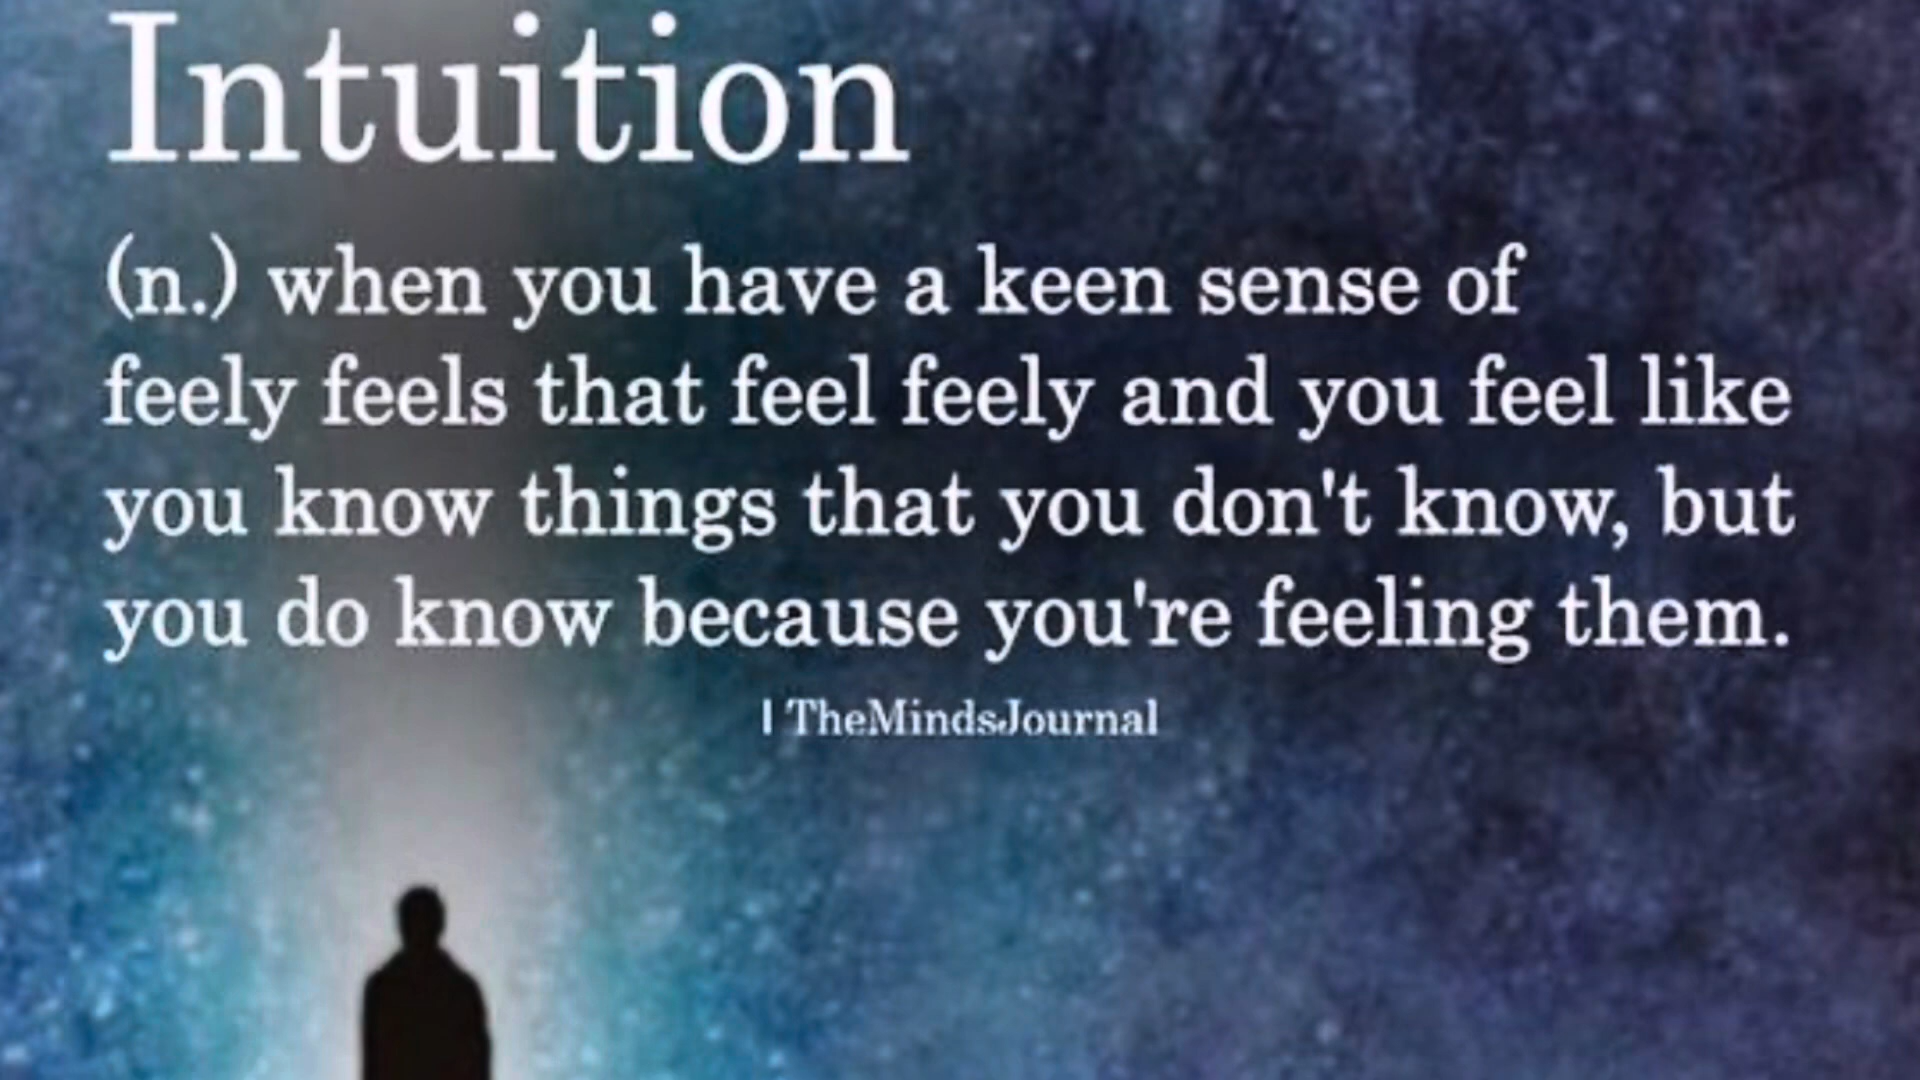 Intuition
(n.) when you have a keen sense of
feely feels that feel feely and you feel like
you know things that you don't know, but
you do know because you're feeling them.
| TheMindsJournal